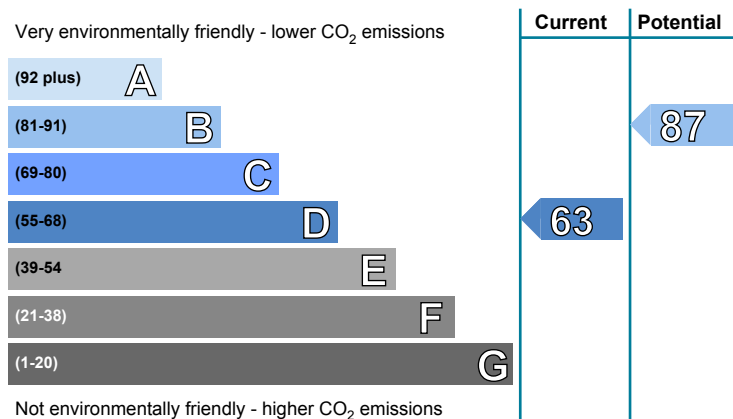 Very environmentally friendly - lower CO₂ emissions
Current
Potential
(92 plus) A
(81-91) B
87
(69-80) C
(55-68) D
63
(39-54 E
(21-38) F
(1-20) G
Not environmentally friendly - higher CO₂ emissions